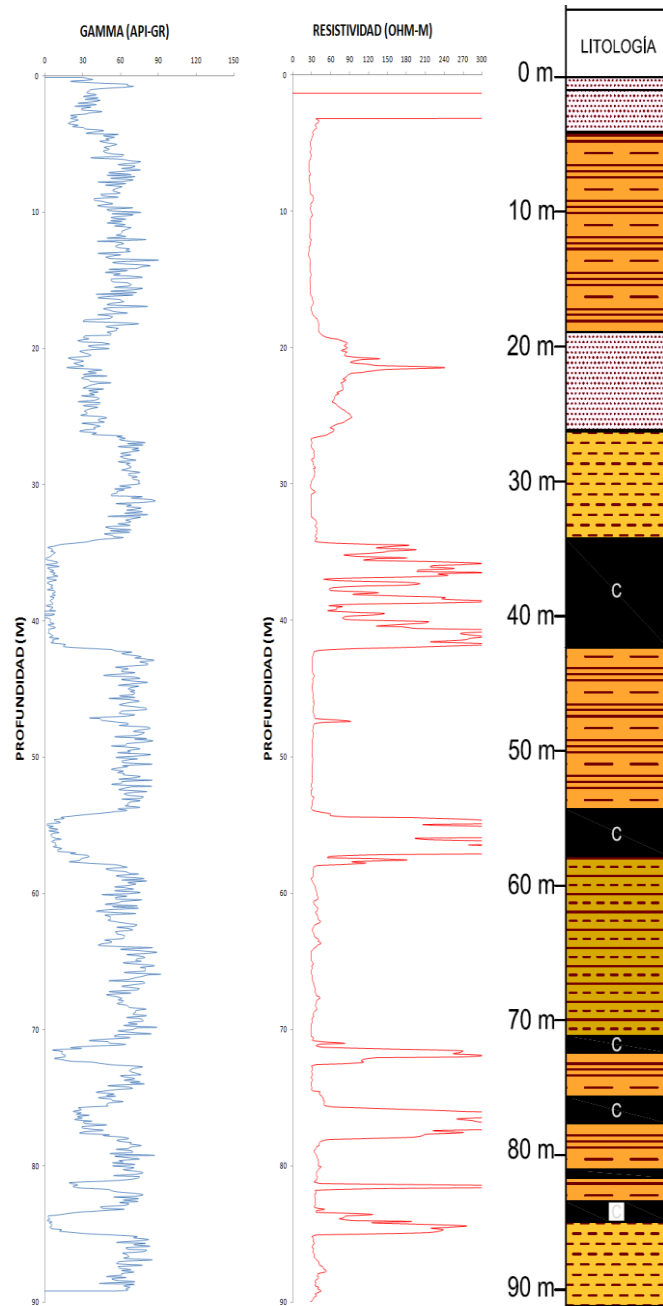 GAMMA (API-GR)
0 30 60 90 120 150
PROFUNDIDAD (M)
0
10
20
30
40
50
60
70
80
90
RESISTIVIDAD (OHM-M)
0 30 60 90 120 150 180 210 240 270 300
PROFUNDIDAD (M)
0
10
20
30
40
50
60
70
80
90
LITOLOGÍA
0 m
10 m
20 m
30 m
C
40 m
50 m
C
60 m
70 m
C
C
80 m
C
90 m